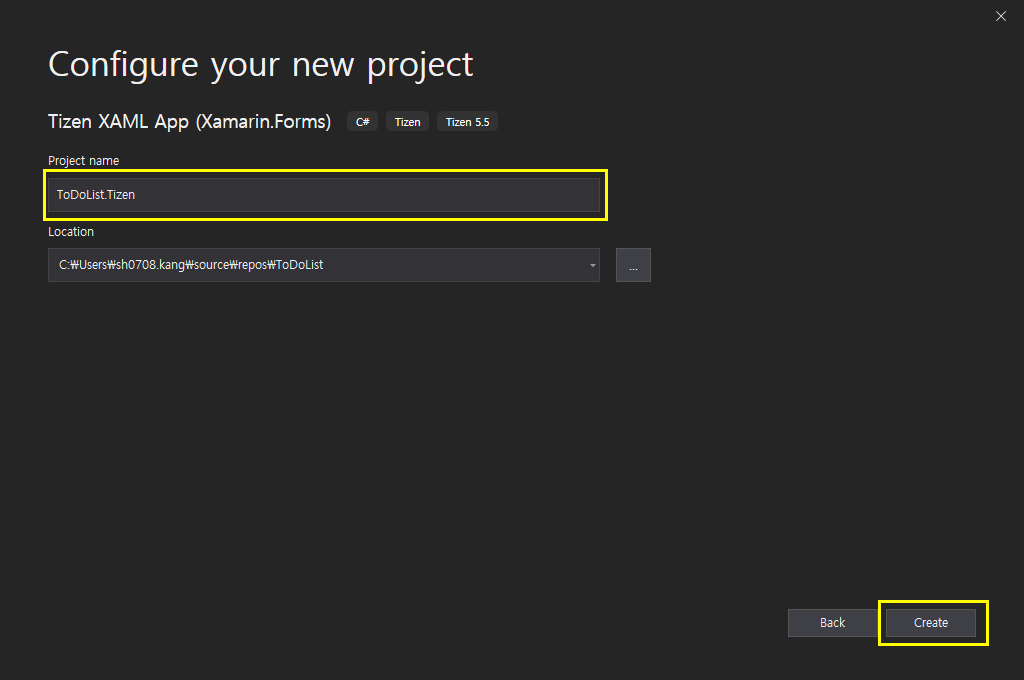 Configure your new project
Tizen XAML App (Xamarin.Forms) C# Tizen Tizen 5.5
Project name
ToDoList.Tizen
Location
C:₩Users₩sh0708.kang₩source₩repos₩ToDoList ...
Back Create